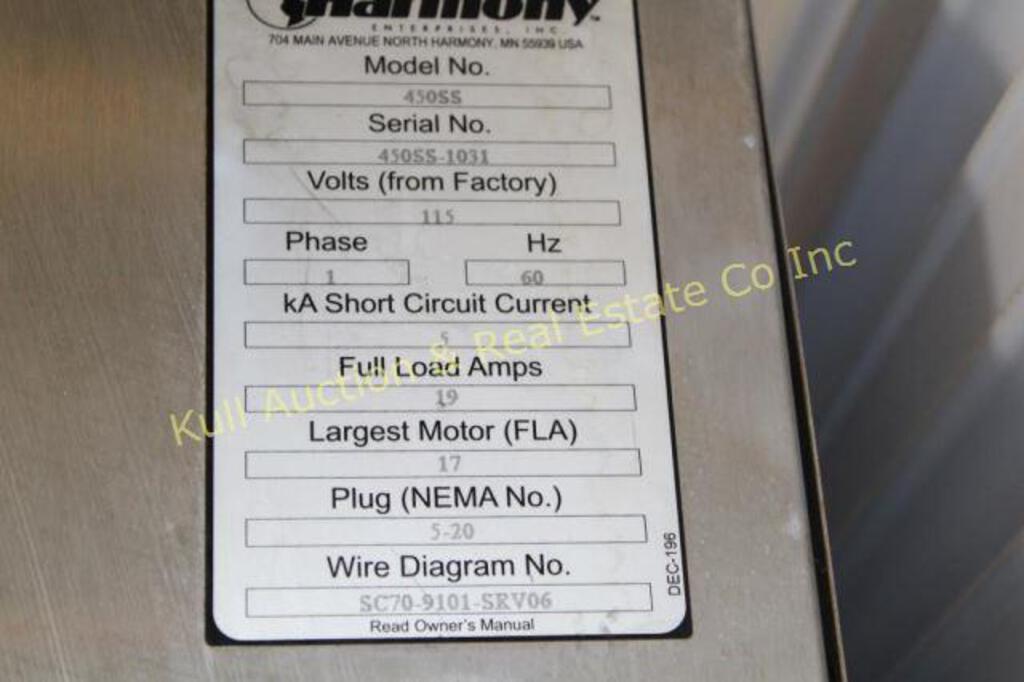 Harmony™
ENTERPRISES, INC
704 MAIN AVENUE NORTH HARMONY, MN 55939 USA
Model No.
450SS
Serial No.
450SS-1031
Volts (from Factory)
115
Phase Hz
1 60
kA Short Circuit Current
5
Full Load Amps
19
Largest Motor (FLA)
17
Plug (NEMA No.)
5-20
Wire Diagram No.
SC70-9101-SRV06
Read Owner's Manual
DEC-196
Kull Auction & Real Estate Co Inc